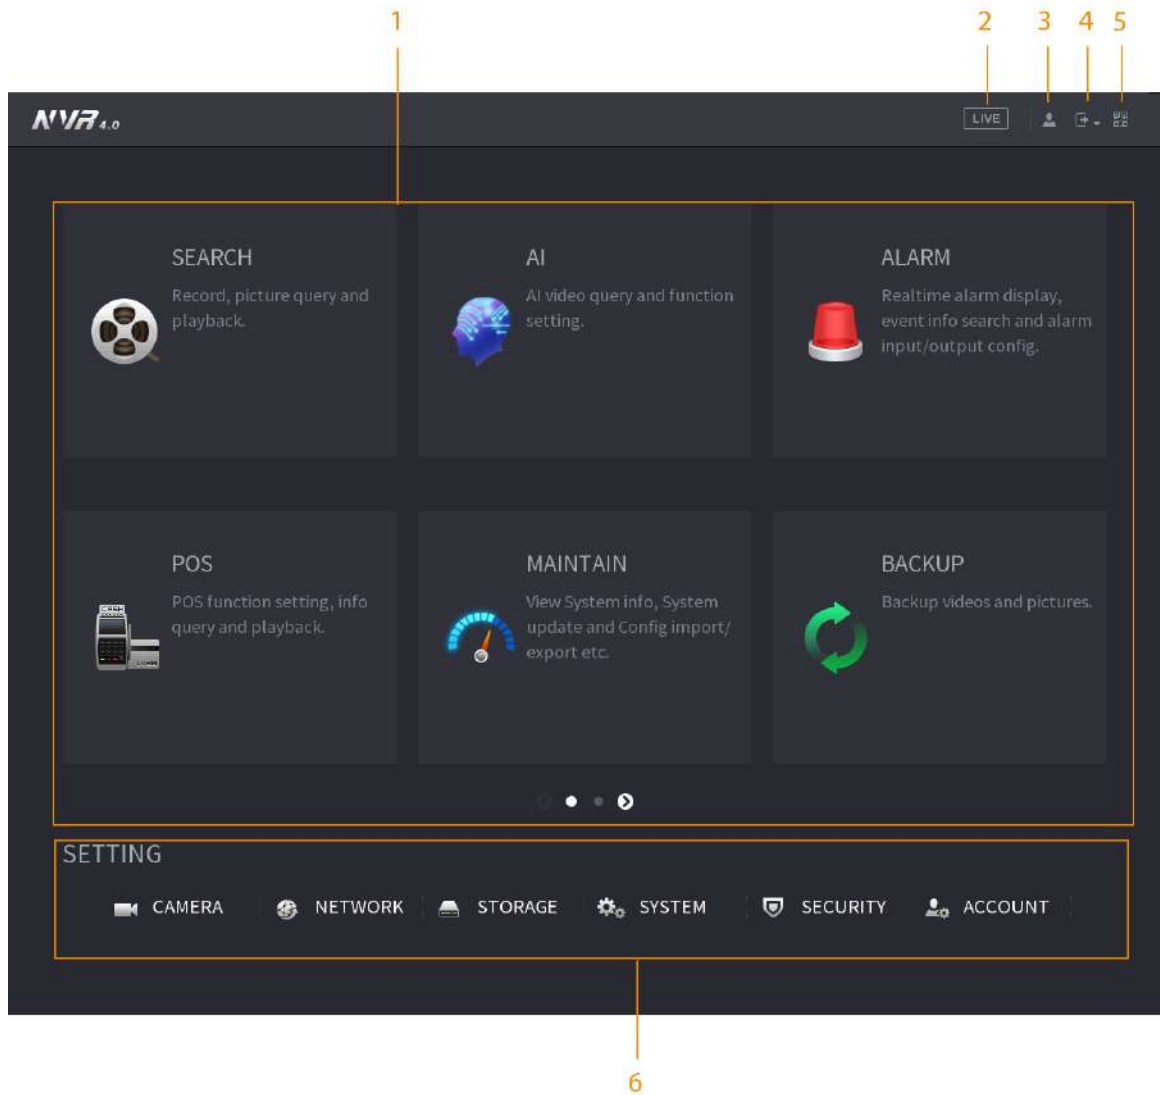 1
2 3 4 5
NVR 4.0
LIVE
SEARCH
Record, picture query and
playback.
AI
AI video query and function
setting.
ALARM
Realtime alarm display,
event info search and alarm
input/output config.
POS
POS function setting, info
query and playback.
CASH
MAINTAIN
View System info, System
update and Config import/
export etc.
BACKUP
Backup videos and pictures.
SETTING
CAMERA NETWORK STORAGE SYSTEM SECURITY ACCOUNT
6